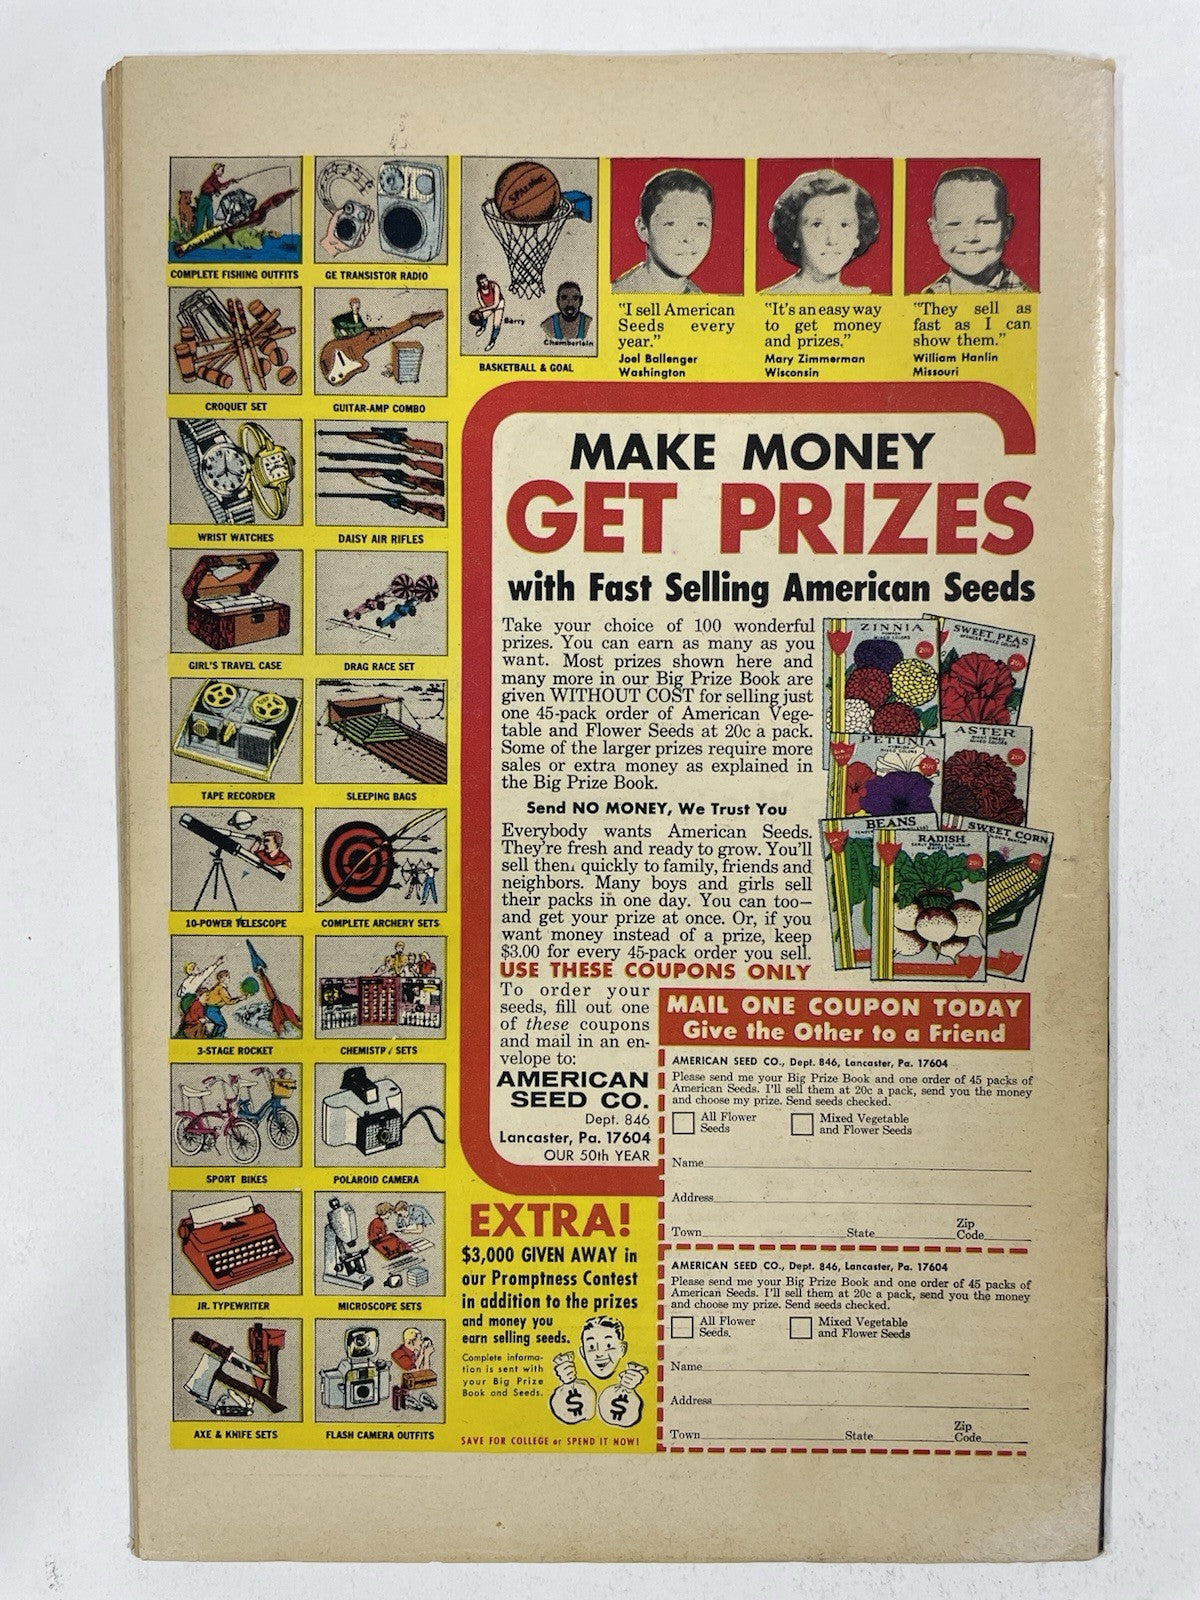 COMPLETE FISHING OUTFITS
GE TRANSISTOR RADIO
CROQUET SET
GUITAR-AMP COMBO
WRIST WATCHES
DAISY AIR RIFLES
GIRL'S TRAVEL CASE
DRAG RACE SET
TAPE RECORDER
SLEEPING BAGS
10-POWER TELESCOPE
COMPLETE ARCHERY SETS
3-STAGE ROCKET
CHEMISTRY SETS
SPORT BIKES
POLAROID CAMERA
JR. TYPEWRITER
MICROSCOPE SETS
AXE & KNIFE SETS
FLASH CAMERA OUTFITS
SPALDING
Barry
Chamberlain
BASKETBALL & GOAL
"I sell American
Seeds every
year."
Joel Ballenger
Washington
"It's an easy way
to get money
and prizes."
Mary Zimmerman
Wisconsin
"They sell as
fast as I can
show them."
William Hanlin
Missouri
MAKE MONEY
GET PRIZES
with Fast Selling American Seeds
Take your choice of 100 wonderful
prizes. You can earn as many as you
want. Most prizes shown here and
many more in our Big Prize Book are
given WITHOUT COST for selling just
one 45-pack order of American Vege-
table and Flower Seeds at 20c a pack.
Some of the larger prizes require more
sales or extra money as explained in
the Big Prize Book.
Send NO MONEY, We Trust You
Everybody wants American Seeds.
They're fresh and ready to grow. You'll
sell them quickly to family, friends and
neighbors. Many boys and girls sell
their packs in one day. You can too—
and get your prize at once. Or, if you
want money instead of a prize, keep
$3.00 for every 45-pack order you sell.
USE THESE COUPONS ONLY
To order your
seeds, fill out one
of these coupons
and mail in an en-
velope to:
AMERICAN
SEED CO.
Dept. 846
Lancaster, Pa. 17604
OUR 50th YEAR
ZINNIA
MIXED COLORS
20c
SWEET PEAS
MIXED COLORS
20c
PETUNIA
20c
ASTER
MIXED COLORS
20c
BEANS
RADISH
20c
SWEET CORN
20c
MAIL ONE COUPON TODAY
Give the Other to a Friend
AMERICAN SEED CO., Dept. 846, Lancaster, Pa. 17604
Please send me your Big Prize Book and one order of 45 packs of
American Seeds. I'll sell them at 20c a pack, send you the money
and choose my prize. Send seeds checked.
All Flower
Seeds
Mixed Vegetable
and Flower Seeds
Name
Address
Town State Zip Code
AMERICAN SEED CO., Dept. 846, Lancaster, Pa. 17604
Please send me your Big Prize Book and one order of 45 packs of
American Seeds. I'll sell them at 20c a pack, send you the money
and choose my prize. Send seeds checked.
All Flower
Seeds.
Mixed Vegetable
and Flower Seeds
Name
Address
Town State Zip Code
EXTRA!
$3,000 GIVEN AWAY in
our Promptness Contest
in addition to the prizes
and money you
earn selling seeds.
Complete informa-
tion is sent with
your Big Prize
Book and Seeds.
$ $
SAVE FOR COLLEGE or SPEND IT NOW!